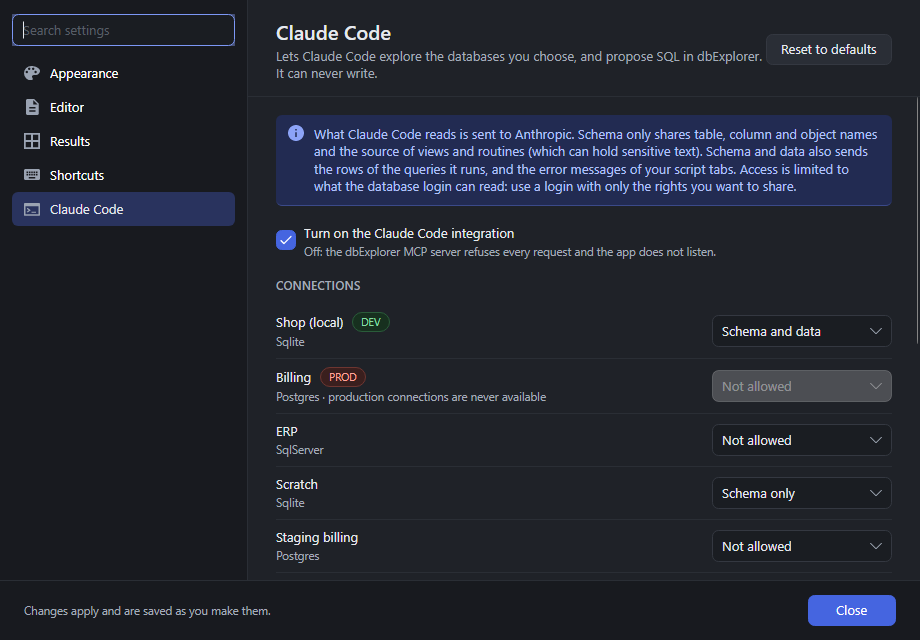 Search settings
Appearance
Editor
Results
Shortcuts
Claude Code
Claude Code
Lets Claude Code explore the databases you choose, and propose SQL in dbExplorer.
It can never write.
Reset to defaults
What Claude Code reads is sent to Anthropic. Schema only shares table, column and object names
and the source of views and routines (which can hold sensitive text). Schema and data also sends
the rows of the queries it runs, and the error messages of your script tabs. Access is limited to
what the database login can read: use a login with only the rights you want to share.
Turn on the Claude Code integration
Off: the dbExplorer MCP server refuses every request and the app does not listen.
CONNECTIONS
Shop (local) DEV
Sqlite
Schema and data
Billing PROD
Postgres · production connections are never available
Not allowed
ERP
SqlServer
Not allowed
Scratch
Sqlite
Schema only
Staging billing
Postgres
Not allowed
Changes apply and are saved as you make them.
Close